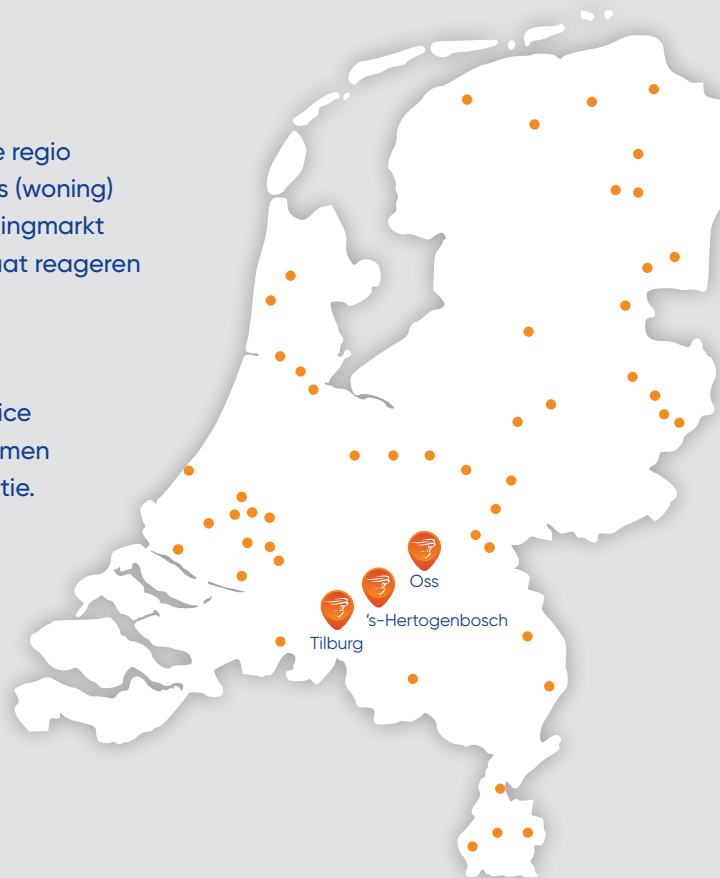 e regio
s (woning)
ingmarkt
at reageren
ice
men
tie.
Oss
's-Hertogenbosch
Tilburg